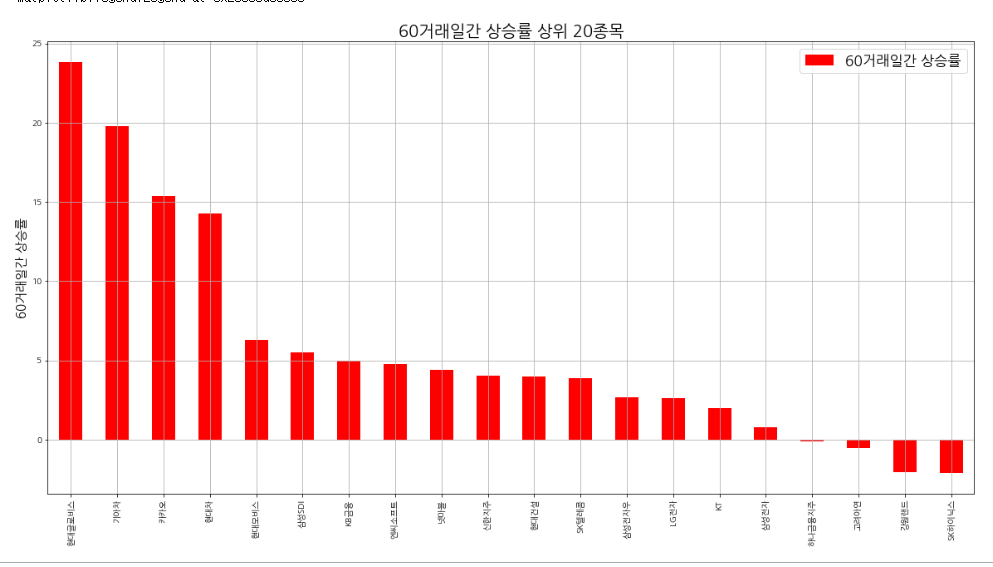 60거래일간 상승률 상위 20종목
60거래일간 상승률
60거래일간 상승률
25
20
15
10
5
0
현대글로비스
기아차
카카오
현대차
현대모비스
삼성SDI
KB금융
엔씨소프트
넷마블
신한지주
현대건설
SK텔레콤
삼성전자우
LG전자
KT
삼성전자
하나금융지주
고려아연
강원랜드
SK하이닉스